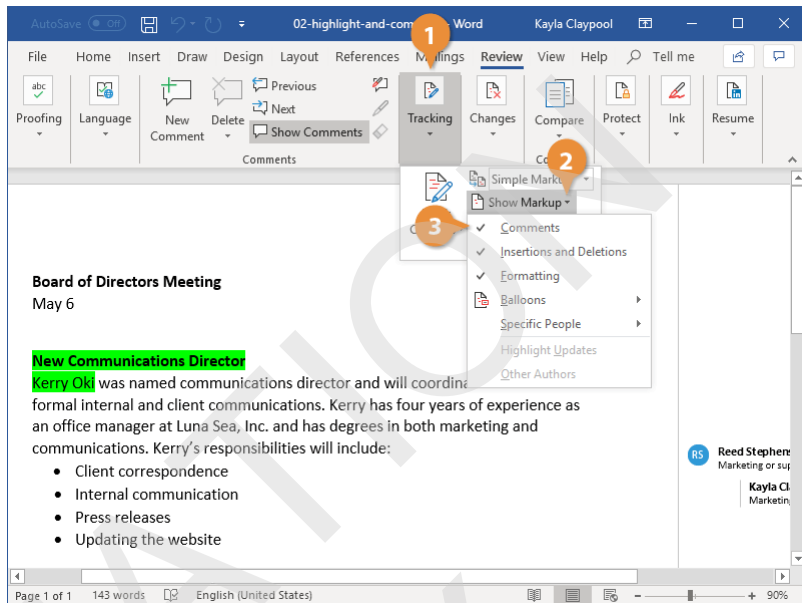 AutoSave Off 02-highlight-and-com Word Kayla Claypool
1
File Home Insert Draw Design Layout References Mailings Review View Help Tell me
abc
Proofing
Language
New Comment
Delete
Previous
Next
Show Comments
Comments
Tracking
Changes
Compare
Protect
Ink
Resume
2
Simple Markup
Show Markup
3
Comments
Insertions and Deletions
Formatting
Balloons
Specific People
Highlight Updates
Other Authors
Board of Directors Meeting
May 6
New Communications Director
Kerry Oki was named communications director and will
formal internal and client communications. Kerry has four years of experience as
an office manager at Luna Sea, Inc. and has degrees in both marketing and
communications. Kerry's responsibilities will include:
• Client correspondence
• Internal communication
• Press releases
• Updating the website
RS Reed
Marketing or
Kayla
Page 1 of 1 143 words English (United States) 90%